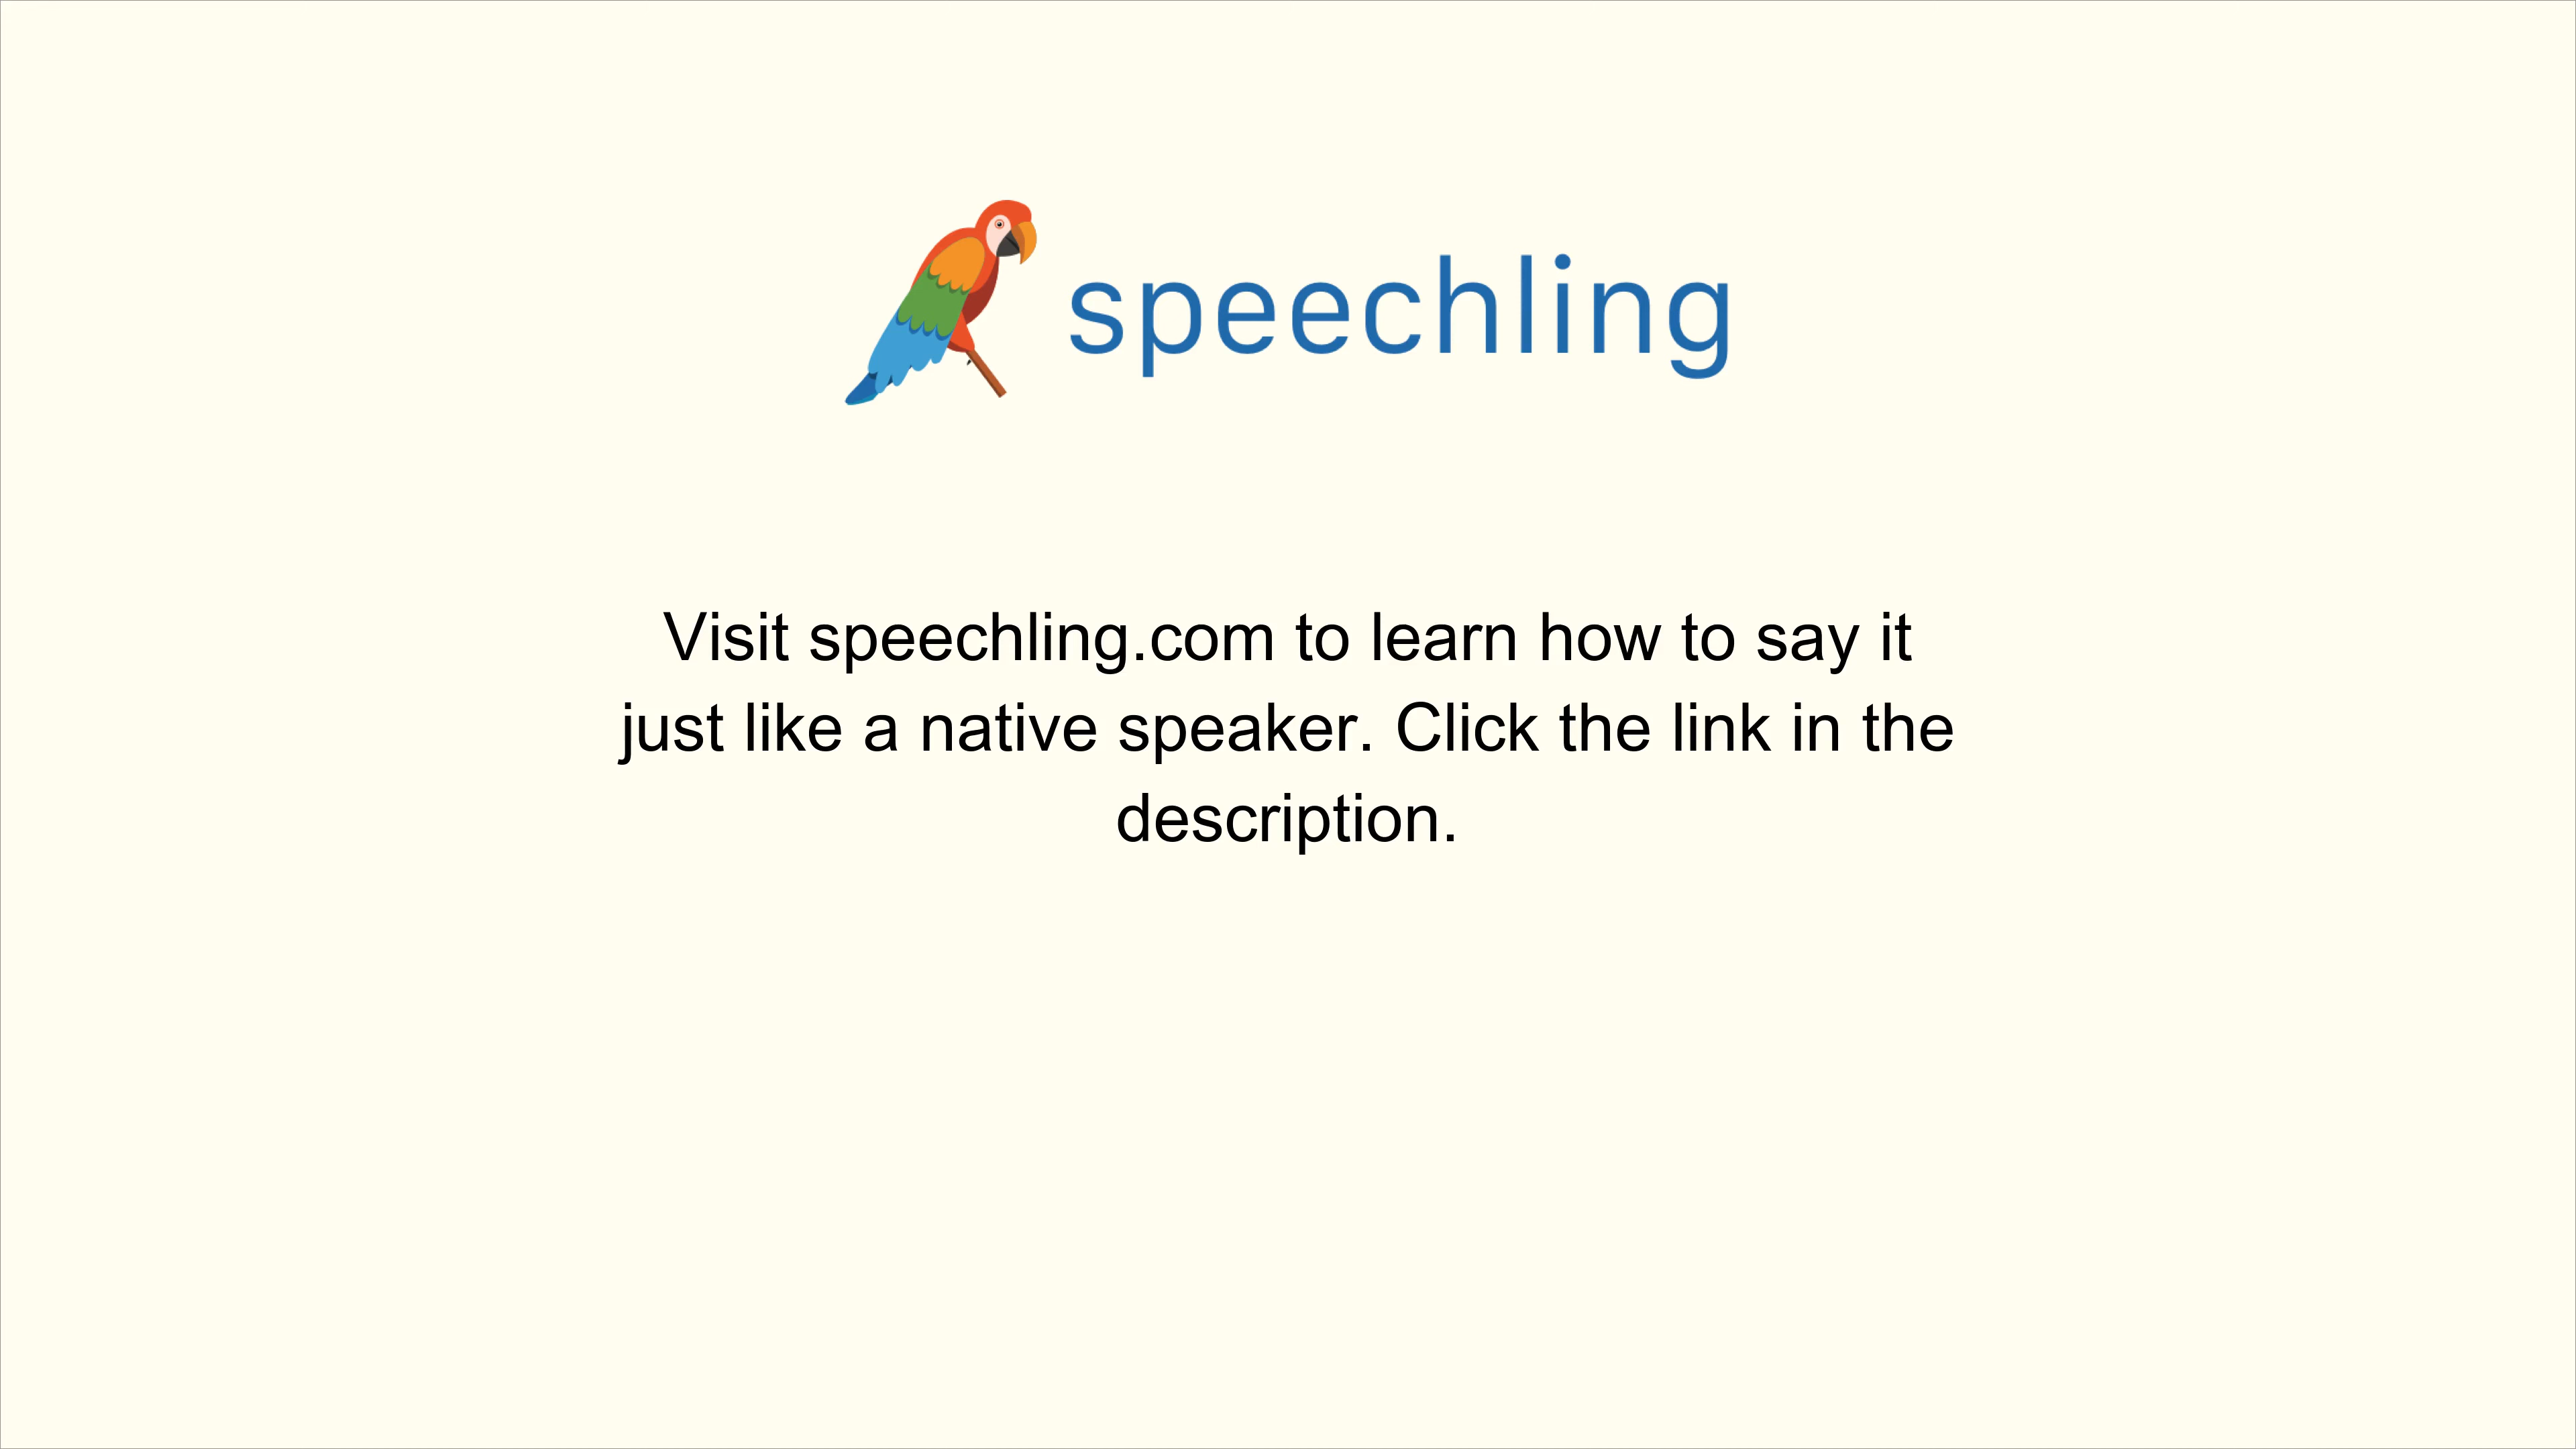 speechling
Visit speechling.com to learn how to say it
just like a native speaker. Click the link in the
description.